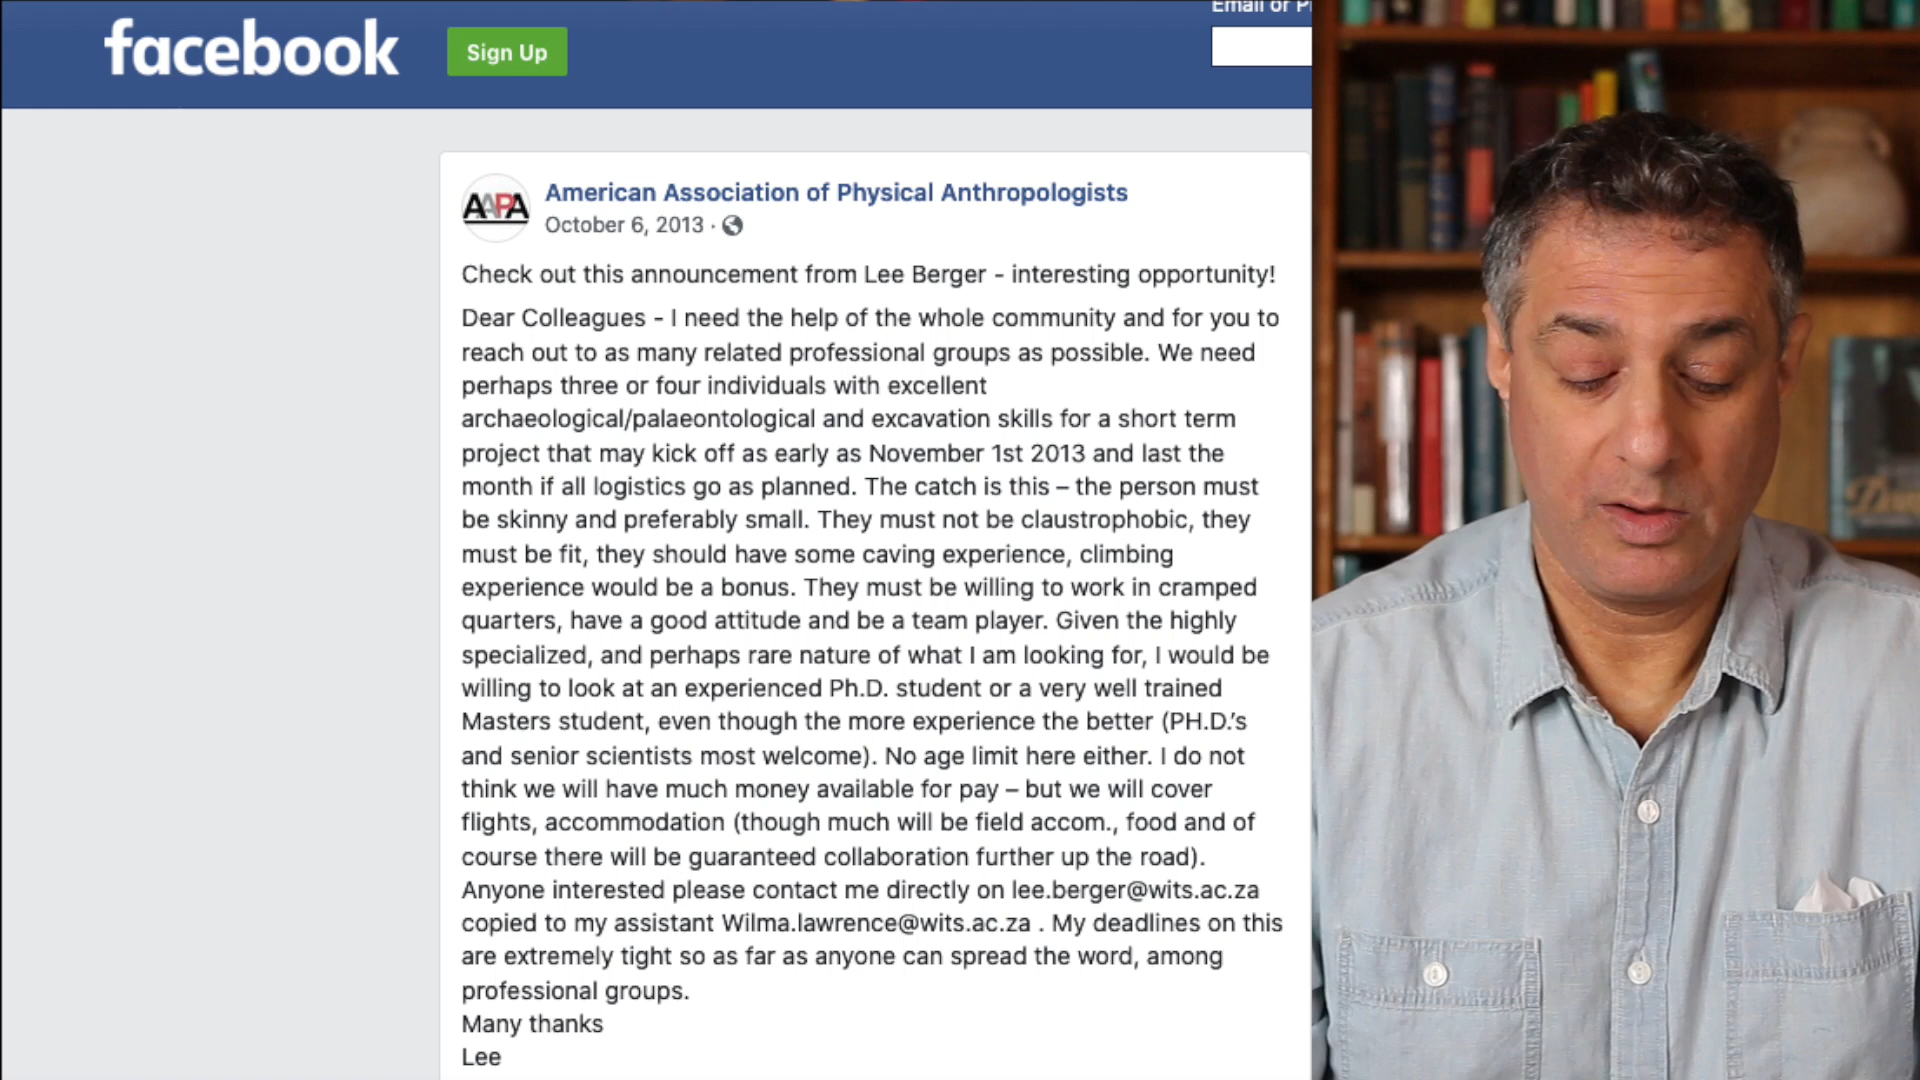 Email or P
facebook
Sign Up
AAPA
American Association of Physical Anthropologists
October 6, 2013 ·
Check out this announcement from Lee Berger - interesting opportunity!
Dear Colleagues - I need the help of the whole community and for you to
reach out to as many related professional groups as possible. We need
perhaps three or four individuals with excellent
archaeological/palaeontological and excavation skills for a short term
project that may kick off as early as November 1st 2013 and last the
month if all logistics go as planned. The catch is this – the person must
be skinny and preferably small. They must not be claustrophobic, they
must be fit, they should have some caving experience, climbing
experience would be a bonus. They must be willing to work in cramped
quarters, have a good attitude and be a team player. Given the highly
specialized, and perhaps rare nature of what I am looking for, I would be
willing to look at an experienced Ph.D. student or a very well trained
Masters student, even though the more experience the better (PH.D.'s
and senior scientists most welcome). No age limit here either. I do not
think we will have much money available for pay – but we will cover
flights, accommodation (though much will be field accom., food and of
course there will be guaranteed collaboration further up the road).
Anyone interested please contact me directly on lee.berger@wits.ac.za
copied to my assistant Wilma.lawrence@wits.ac.za . My deadlines on this
are extremely tight so as far as anyone can spread the word, among
professional groups.
Many thanks
Lee